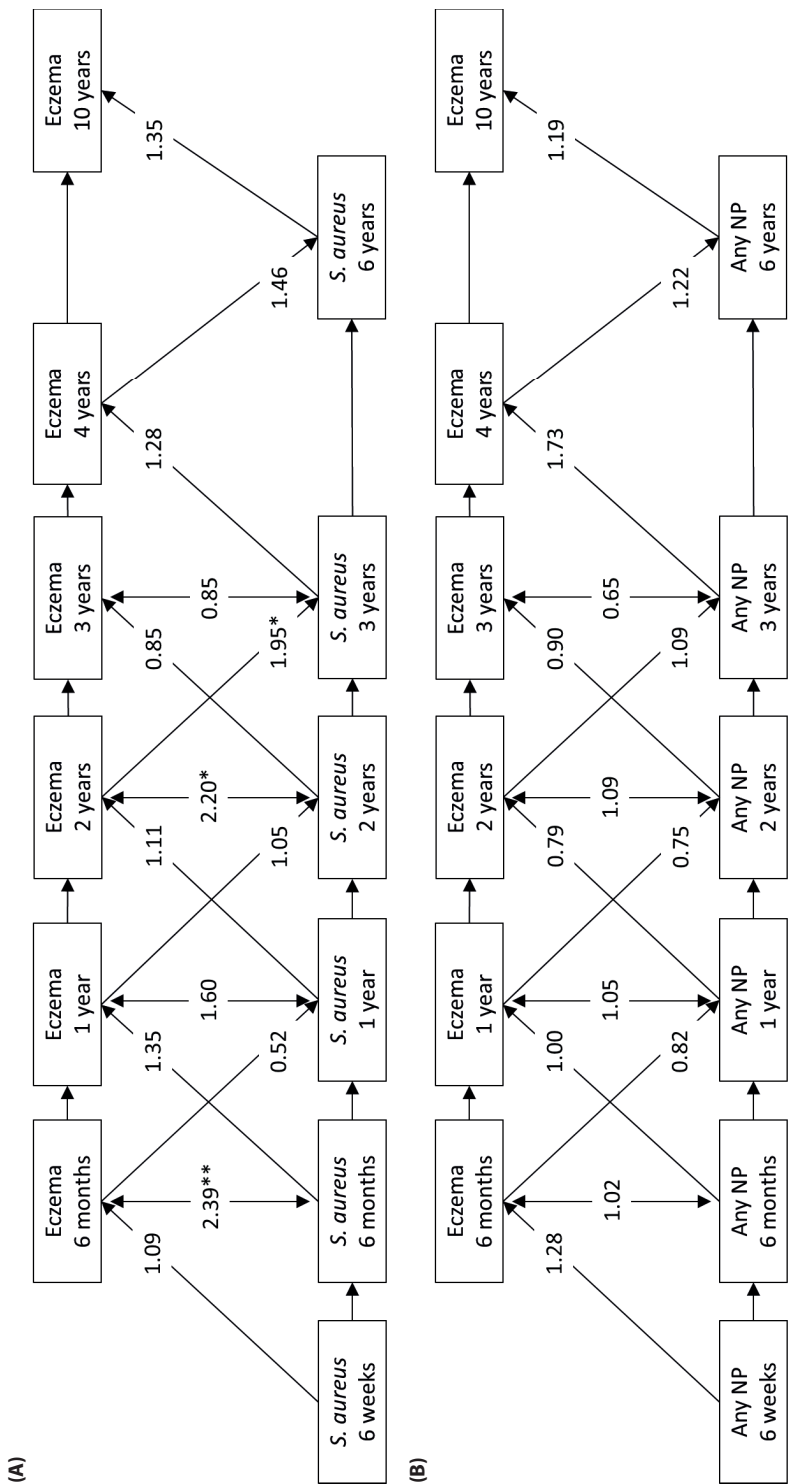 (A)
Eczema
6 months
Eczema
1 year
Eczema
2 years
Eczema
3 years
Eczema
4 years
Eczema
10 years
1.09
2.39**
1.35
0.52
1.60
1.11
1.05
2.20*
0.85
1.95*
0.85
1.28
1.46
1.35
S. aureus
6 weeks
S. aureus
6 months
S. aureus
1 year
S. aureus
2 years
S. aureus
3 years
S. aureus
6 years
(B)
Eczema
6 months
Eczema
1 year
Eczema
2 years
Eczema
3 years
Eczema
4 years
Eczema
10 years
1.28
1.02
1.00
0.82
1.05
0.79
0.75
1.09
0.90
1.09
0.65
1.73
1.22
1.19
Any NP
6 weeks
Any NP
6 months
Any NP
1 year
Any NP
2 years
Any NP
3 years
Any NP
6 years